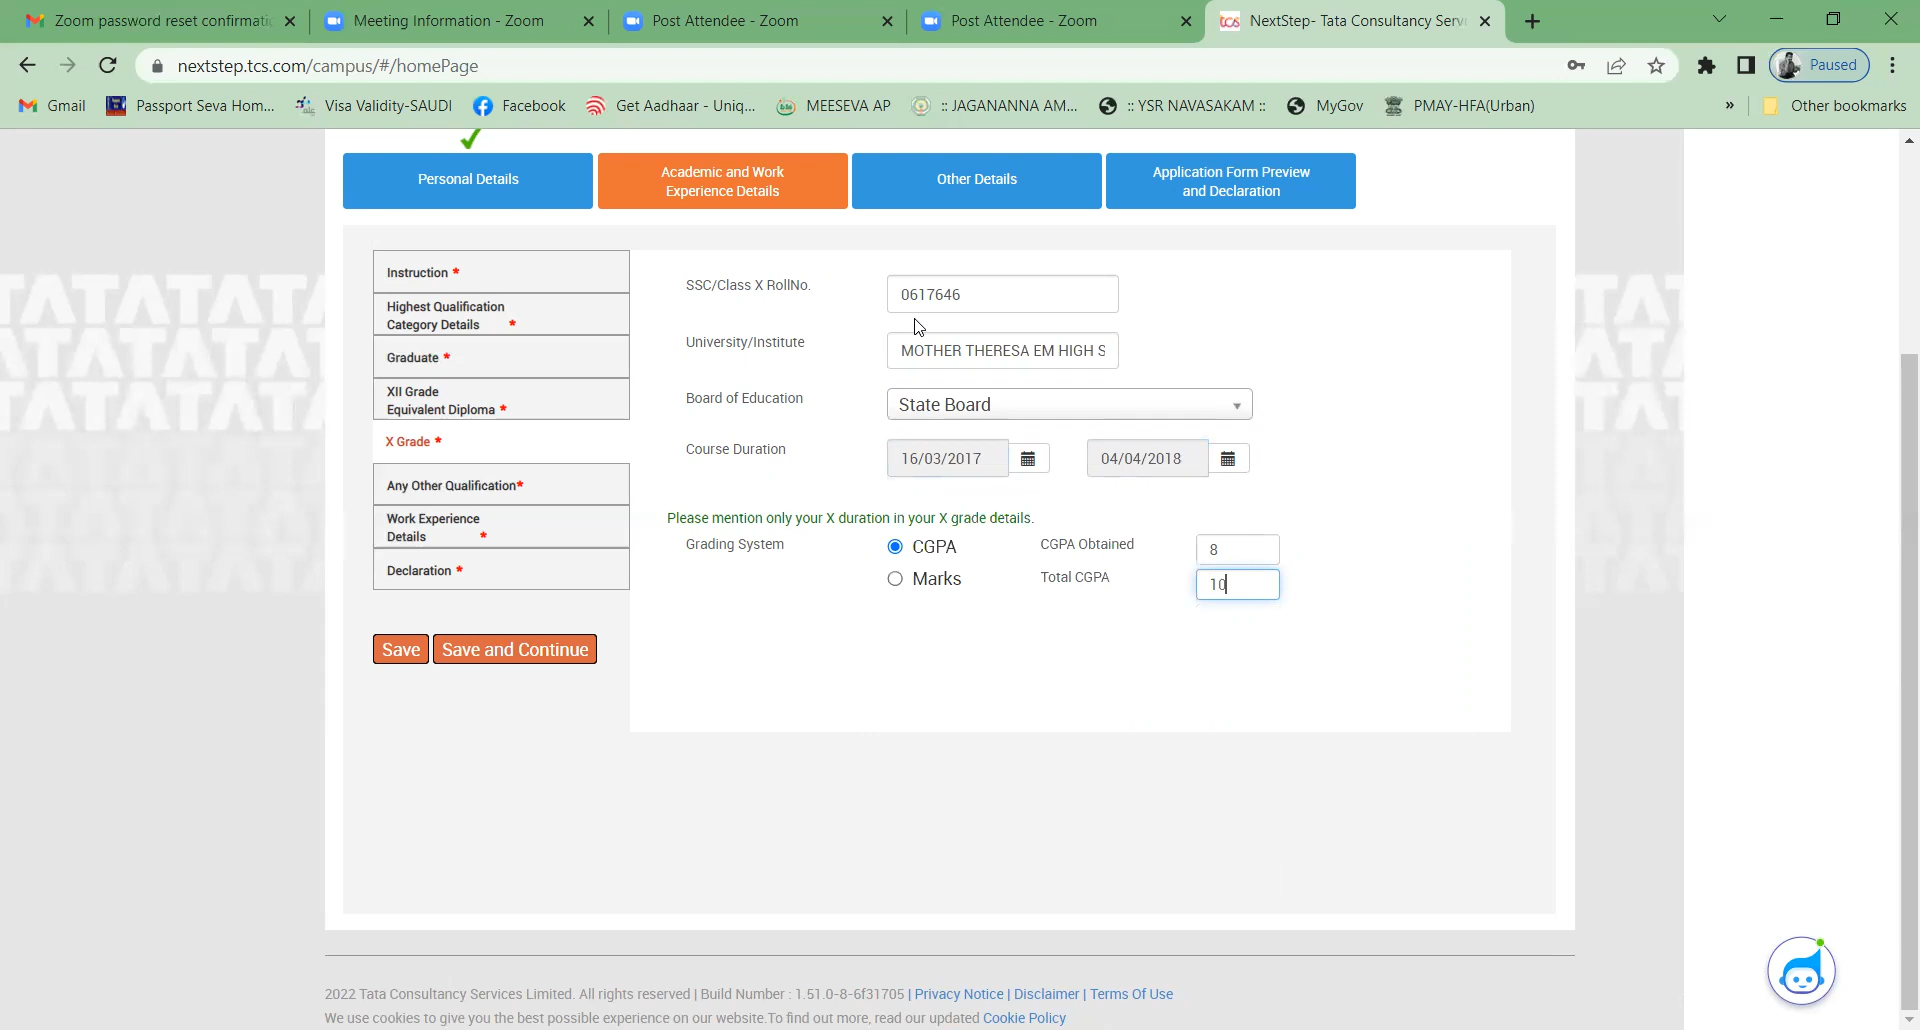 Zoom password reset confirmati
Meeting Information - Zoom
Post Attendee - Zoom
Post Attendee - Zoom
tcs
NextStep- Tata Consultancy Serv
nextstep.tcs.com/campus/#/homePage
Paused
Gmail
Passport Seva Hom...
Visa Validity-SAUDI
Facebook
Get Aadhaar - Uniq...
MEESEVA AP
:: JAGANANNA AM...
:: YSR NAVASAKAM ::
MyGov
PMAY-HFA(Urban)
»
Other bookmarks
Personal Details
Academic and Work
Experience Details
Other Details
Application Form Preview
and Declaration
Instruction *
Highest Qualification
Category Details *
Graduate *
XII Grade
Equivalent Diploma *
X Grade *
Any Other Qualification*
Work Experience
Details *
Declaration *
Save
Save and Continue
SSC/Class X RollNo.
0617646
University/Institute
MOTHER THERESA EM HIGH S
Board of Education
State Board
Course Duration
16/03/2017
04/04/2018
Please mention only your X duration in your X grade details.
Grading System
CGPA
CGPA Obtained
8
Marks
Total CGPA
10
2022 Tata Consultancy Services Limited. All rights reserved | Build Number : 1.51.0-8-6f31705 | Privacy Notice | Disclaimer | Terms Of Use
We use cookies to give you the best possible experience on our website.To find out more, read our updated Cookie Policy